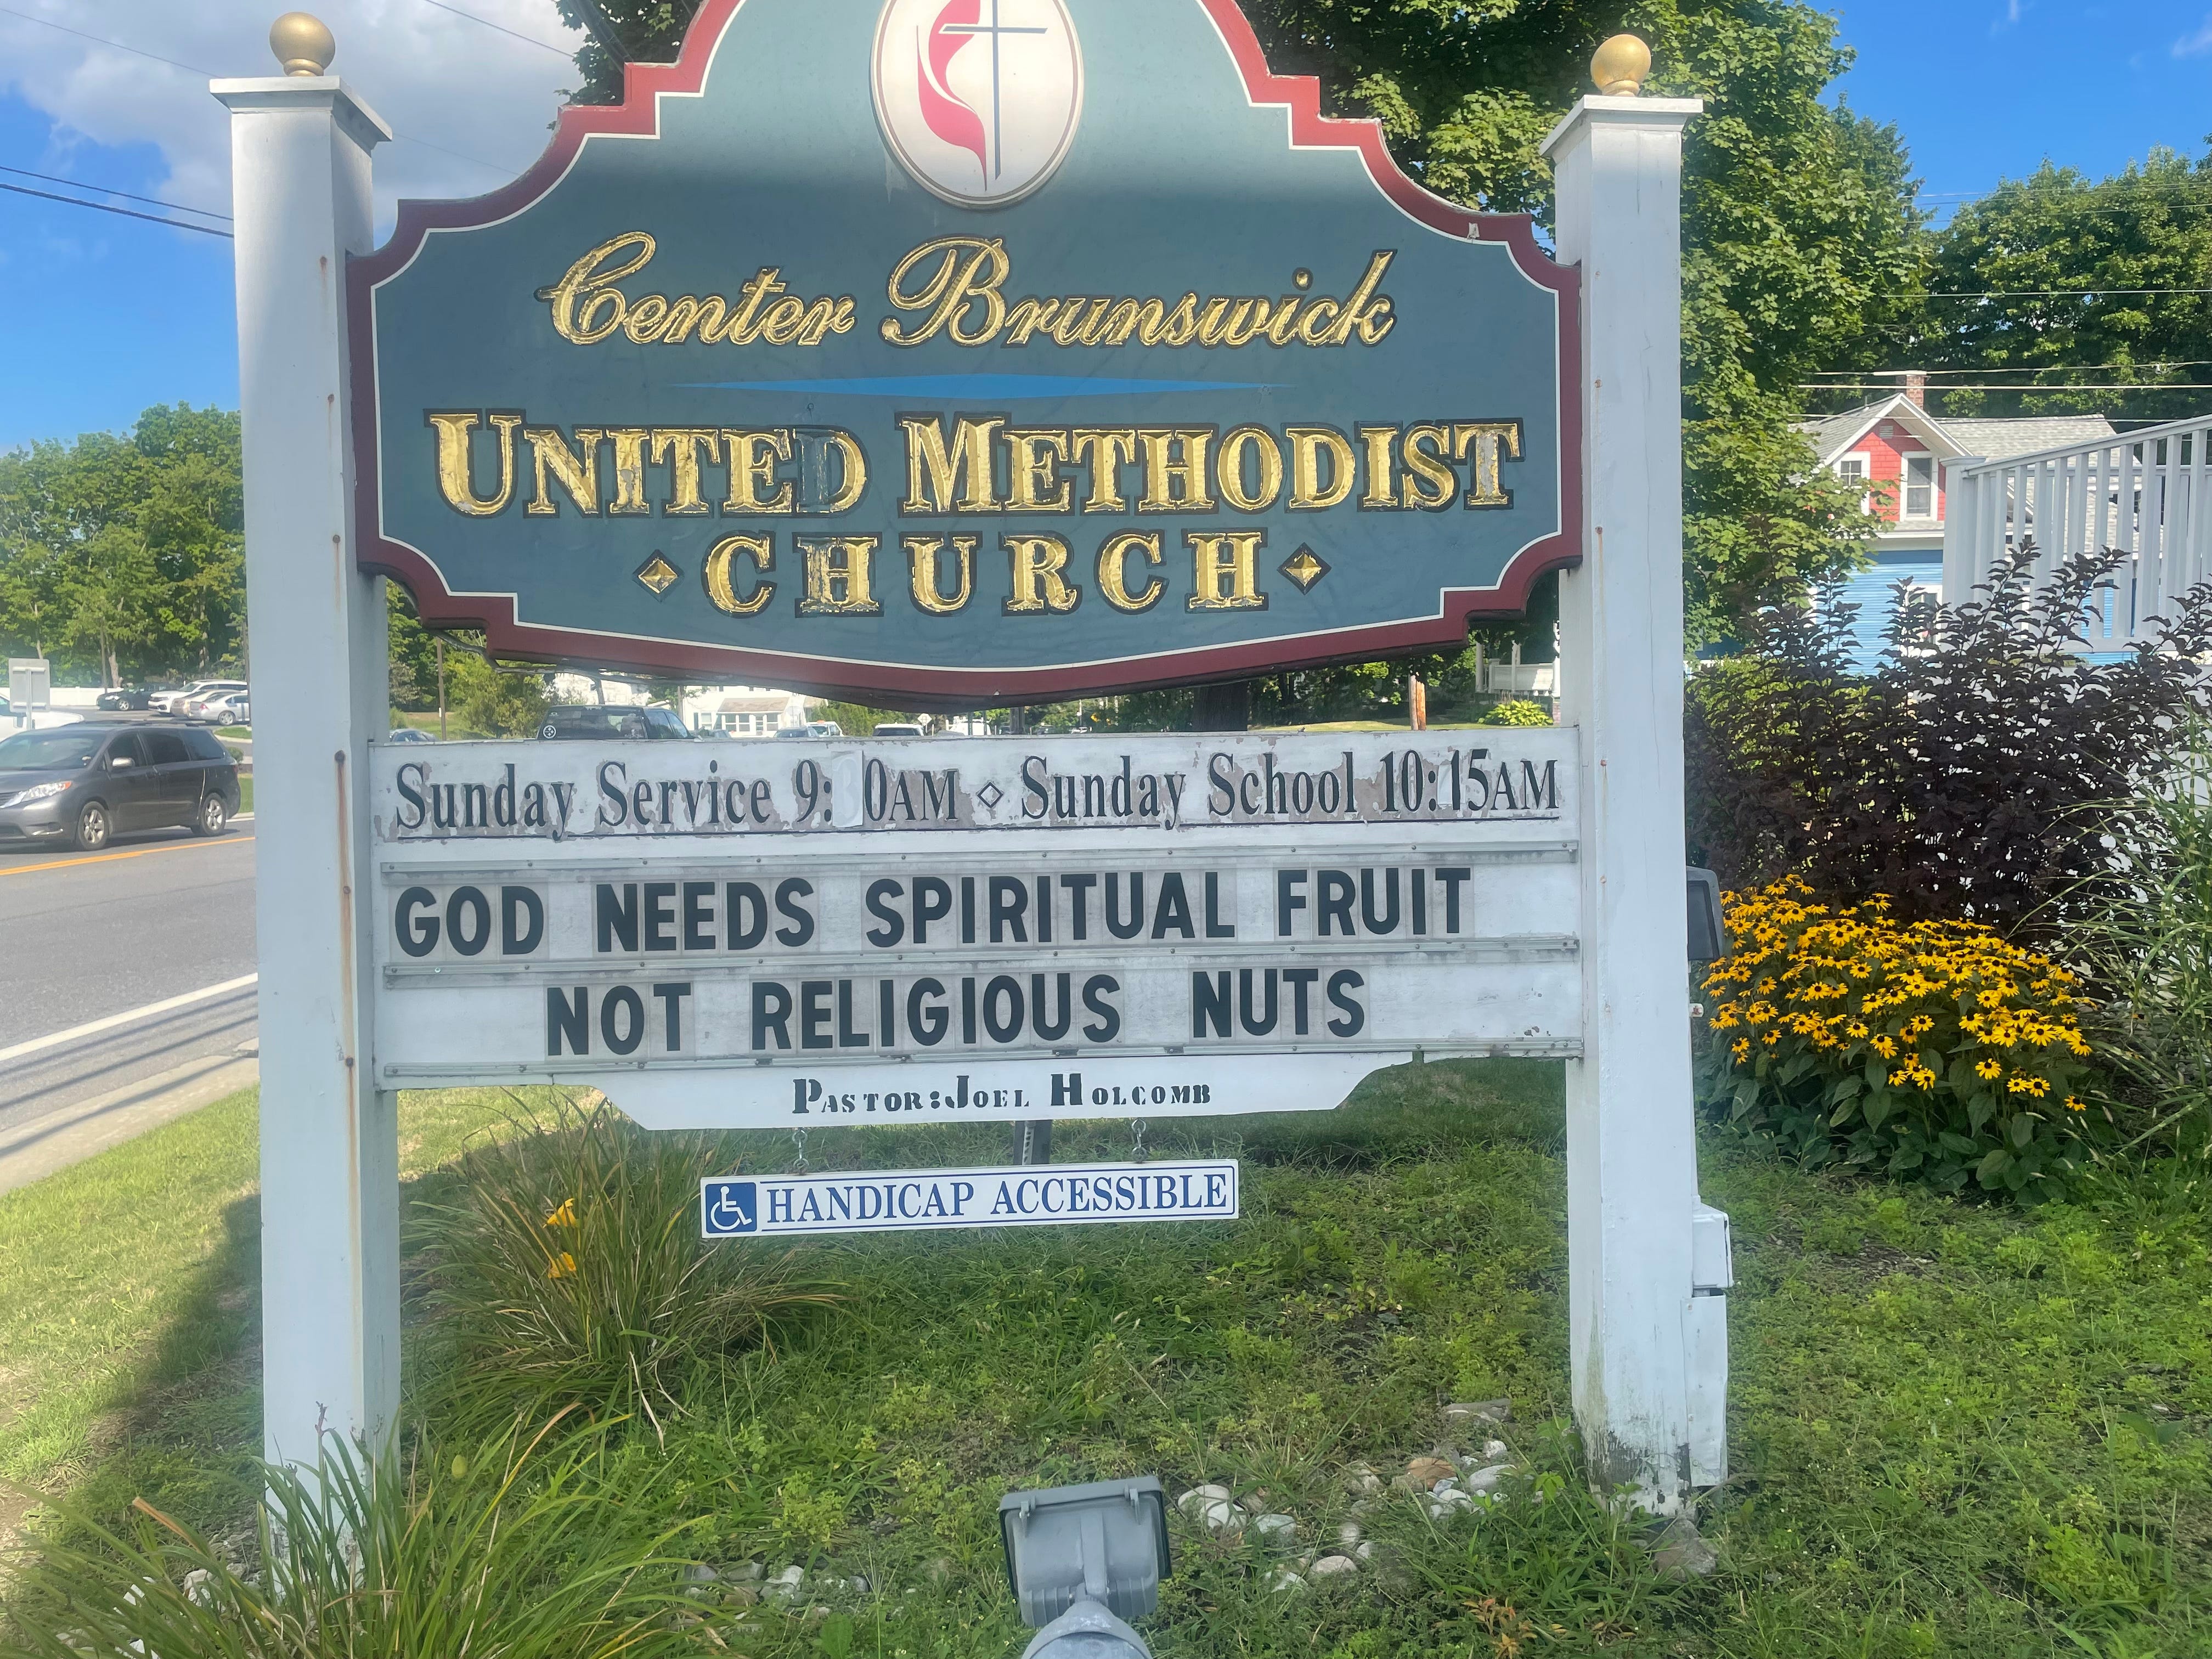 Center Brunswick
UNITED METHODIST
CHURCH
Sunday Service 9: 0AM ◇ Sunday School 10:15AM
GOD NEEDS SPIRITUAL FRUIT
NOT RELIGIOUS NUTS
PASTOR:JOEL HOLCOMB
HANDICAP ACCESSIBLE